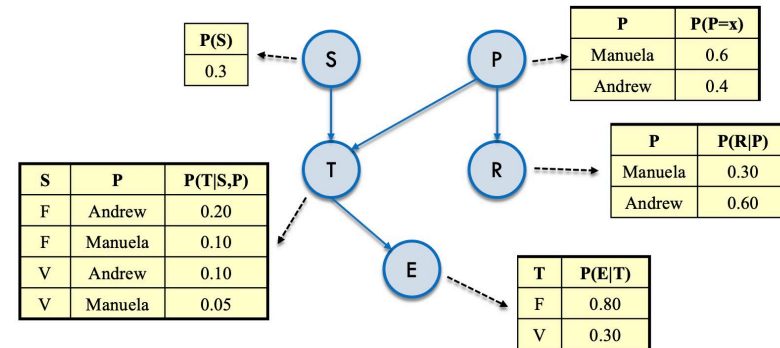 P(S)
0.3
S
P
P P(P=x)
Manuela 0.6
Andrew 0.4
T
R
P P(R|P)
Manuela 0.30
Andrew 0.60
S P P(T|S,P)
F Andrew 0.20
F Manuela 0.10
V Andrew 0.10
V Manuela 0.05
E
T P(E|T)
F 0.80
V 0.30